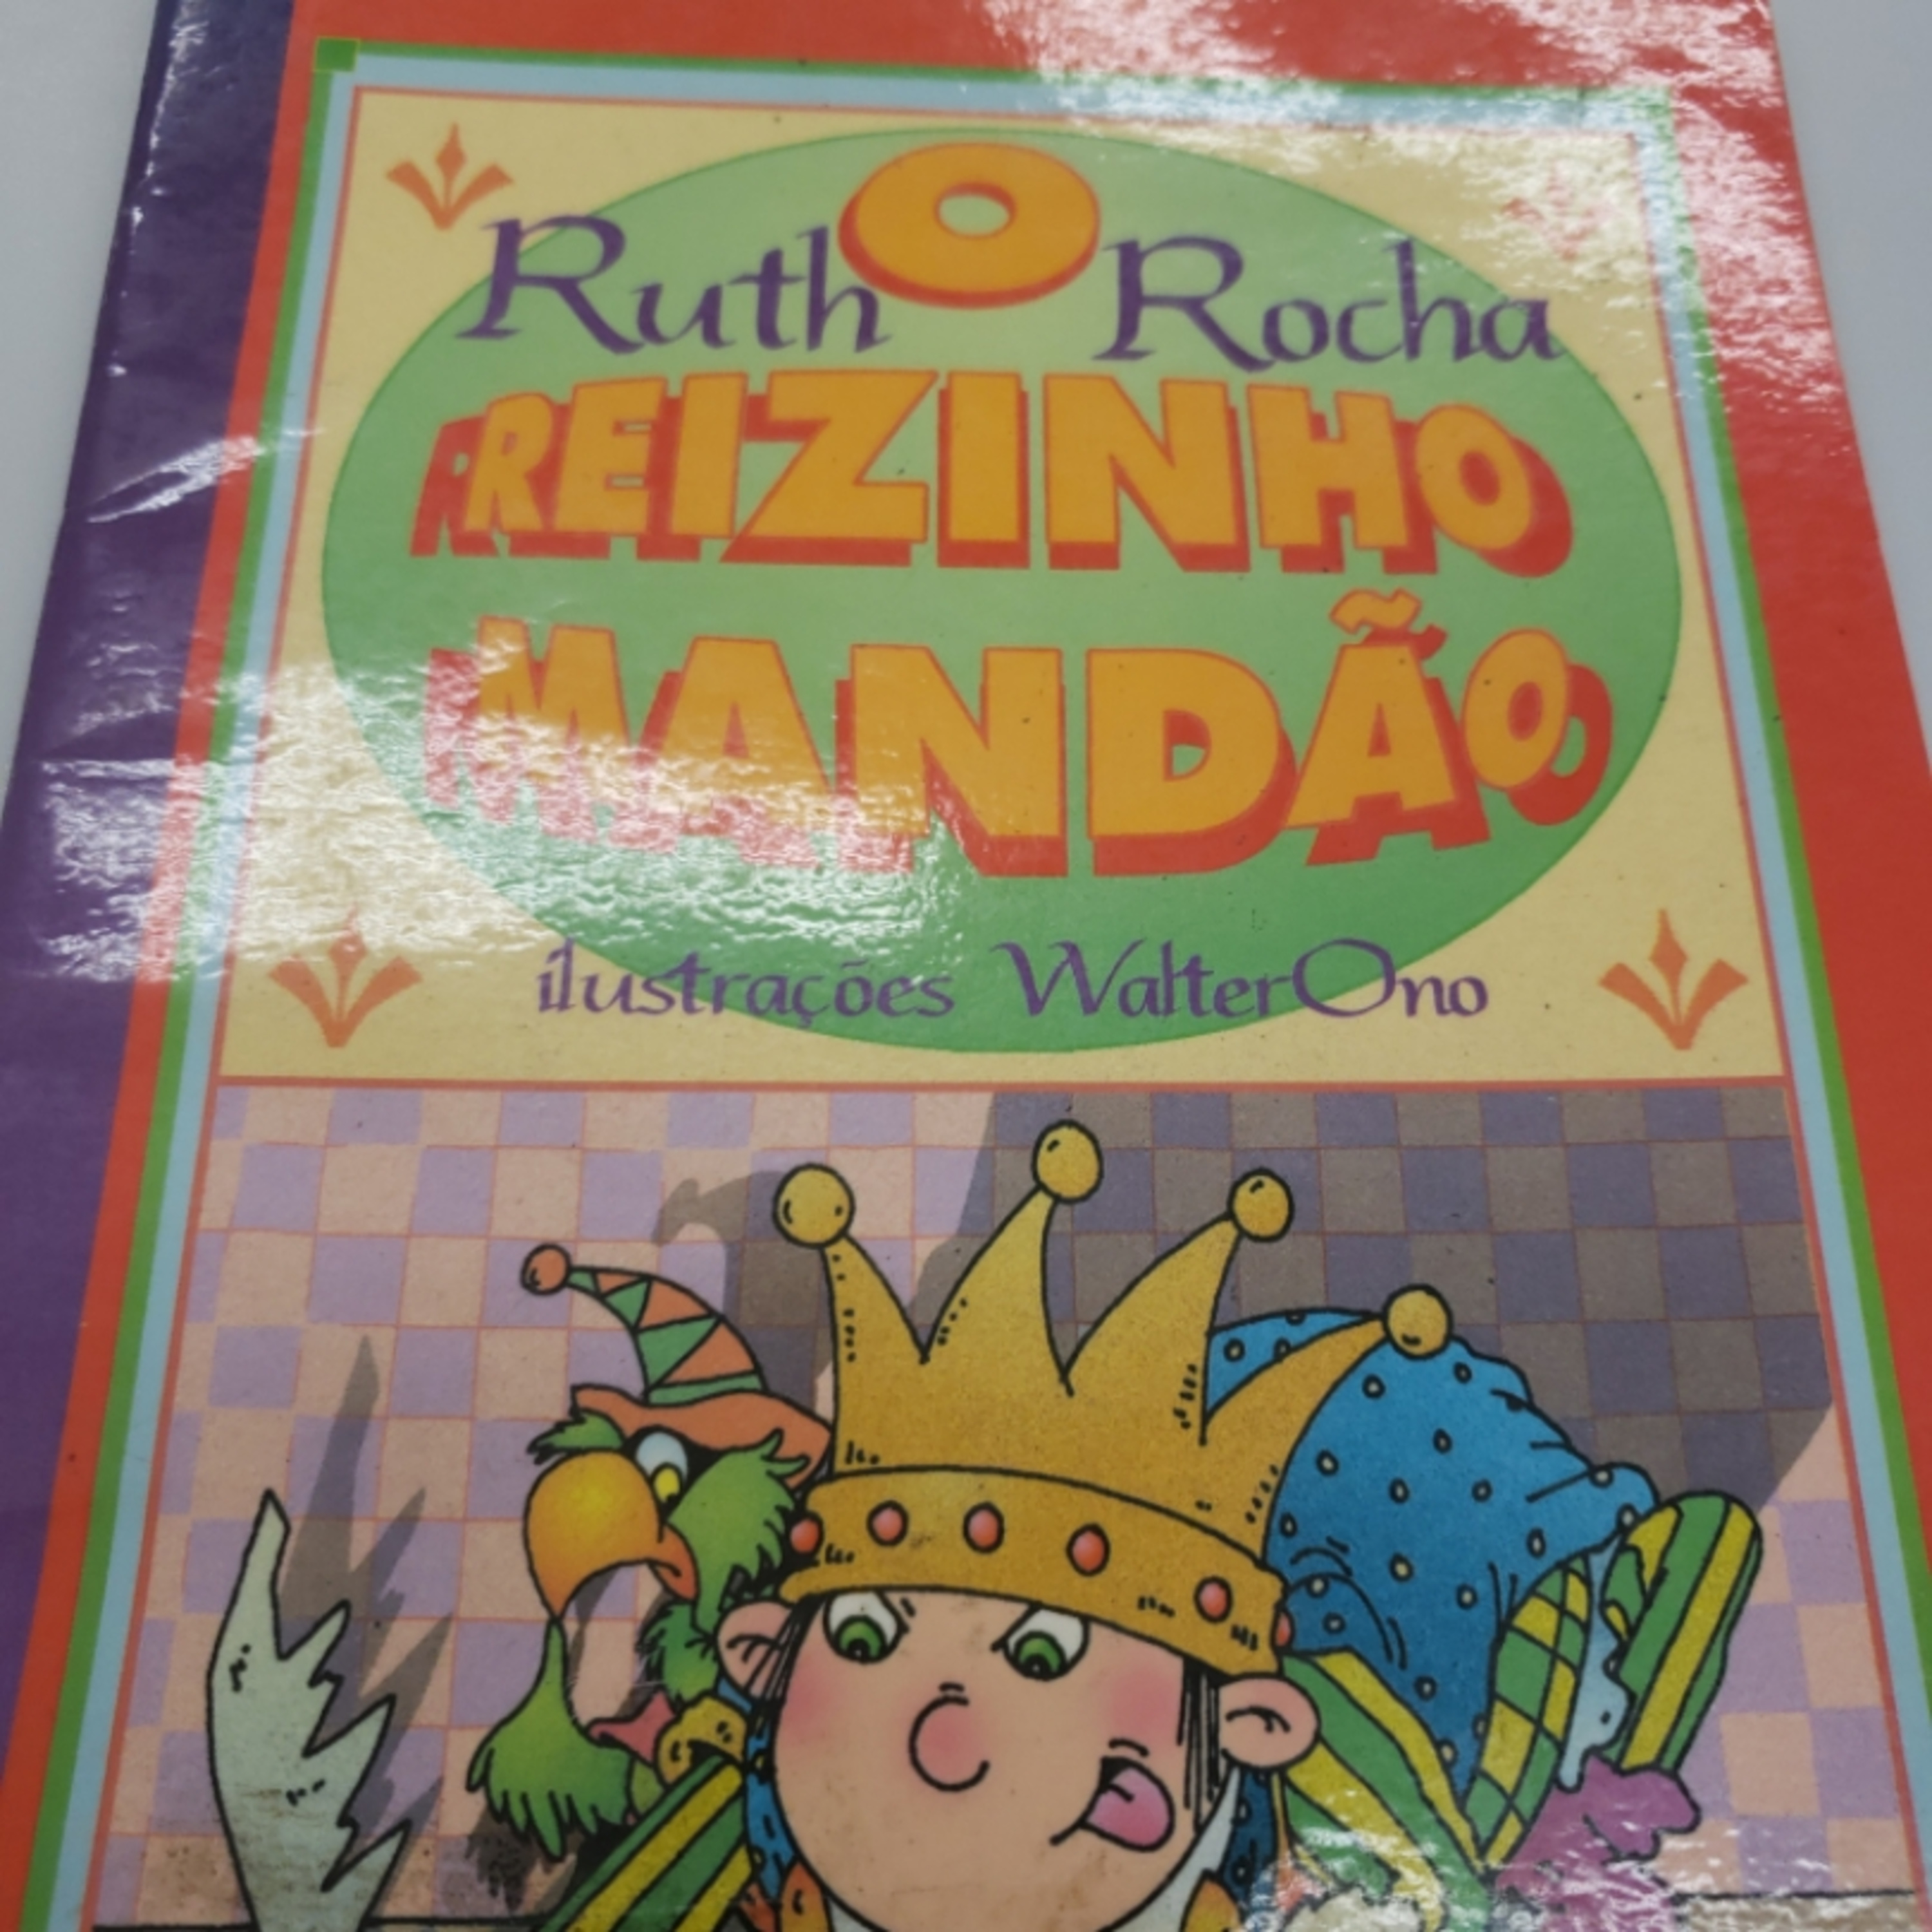 Ruth Rocha
O
REIZINHO
MANDÃO
ilustrações Walter Ono